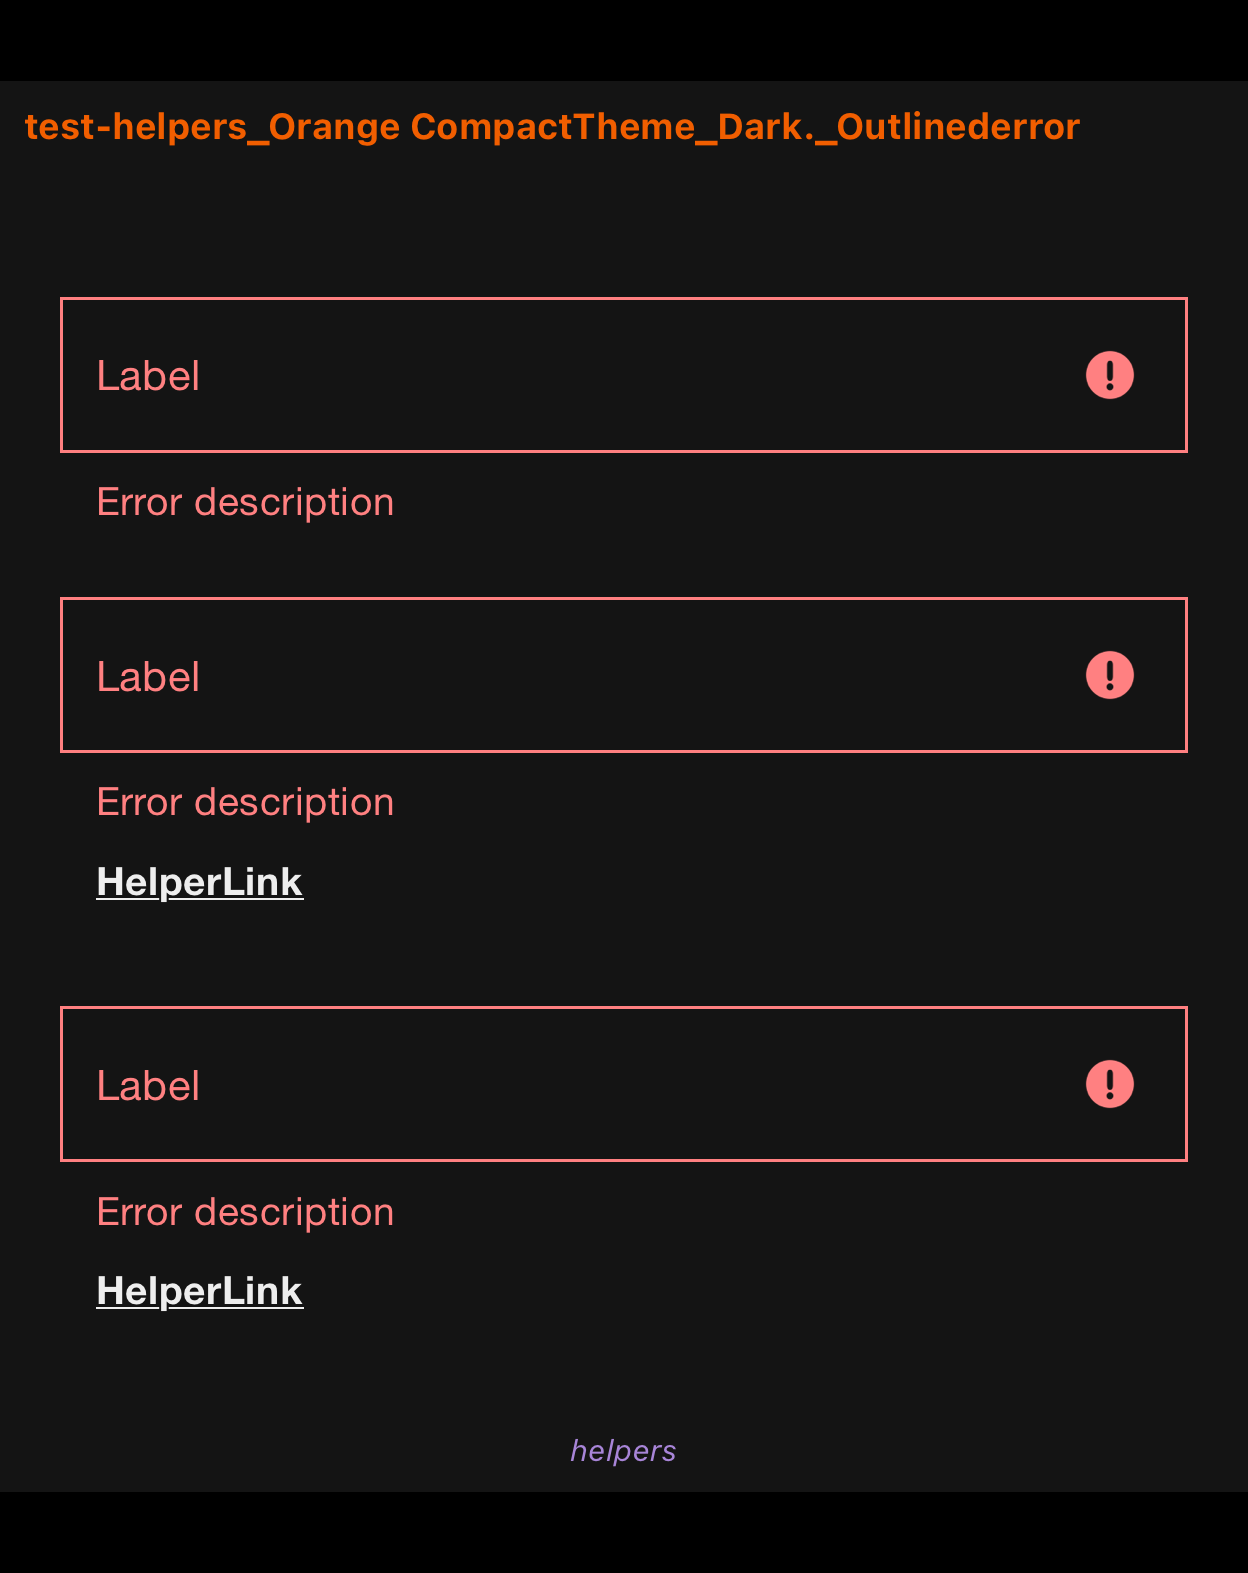 test-helpers_Orange CompactTheme_Dark._Outlinederror
Label
Error description
Label
Error description
HelperLink
Label
Error description
HelperLink
helpers